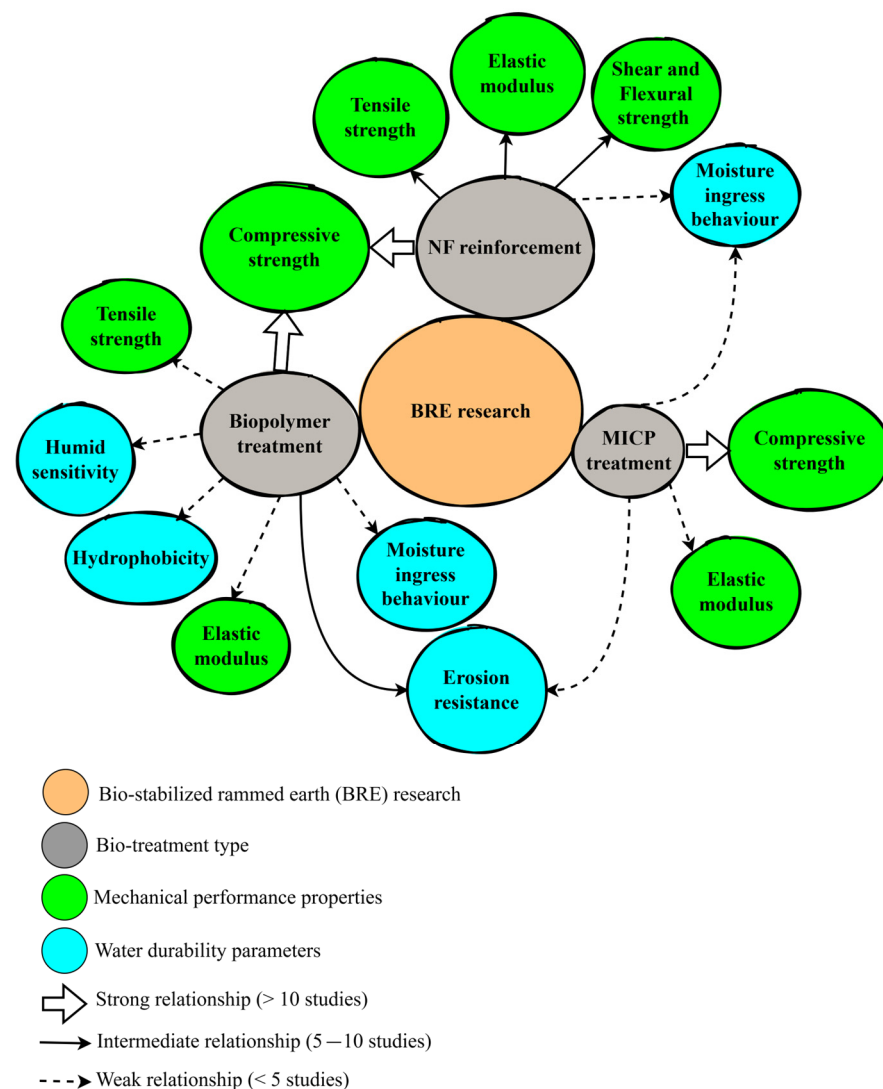 Elastic
modulus
Shear and
Flexural
strength
Tensile
strength
Moisture
ingress
behaviour
Compressive
strength
NF reinforcement
Tensile
strength
BRE research
Biopolymer
treatment
MICP
treatment
Compressive
strength
Humid
sensitivity
Hydrophobicity
Moisture
ingress
behaviour
Elastic
modulus
Elastic
modulus
Erosion
resistance
Bio-stabilized rammed earth (BRE) research
Bio-treatment type
Mechanical performance properties
Water durability parameters
Strong relationship (> 10 studies)
Intermediate relationship (5—10 studies)
Weak relationship (< 5 studies)